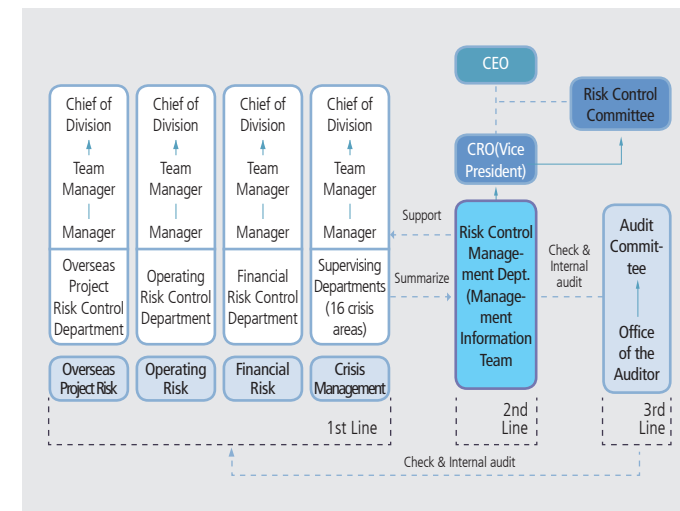 CEO
Risk Control
Committee
CRO(Vice
President)
Chief of
Division
Team
Manager
Manager
Overseas
Project
Risk Control
Department
Chief of
Division
Team
Manager
Manager
Operating
Risk Control
Department
Chief of
Division
Team
Manager
Manager
Financial
Risk Control
Department
Chief of
Division
Team
Manager
Manager
Supervising
Departments
(16 crisis
areas)
Support
Summarize
Risk Control
Manage-
ment Dept.
(Manage-
ment
Information
Team)
Check &
Internal
audit
Audit
Commit-
tee
Office
of the
Auditor
Overseas
Project Risk
Operating
Risk
Financial
Risk
Crisis
Management
1st Line
2nd
Line
3rd
Line
Check & Internal audit